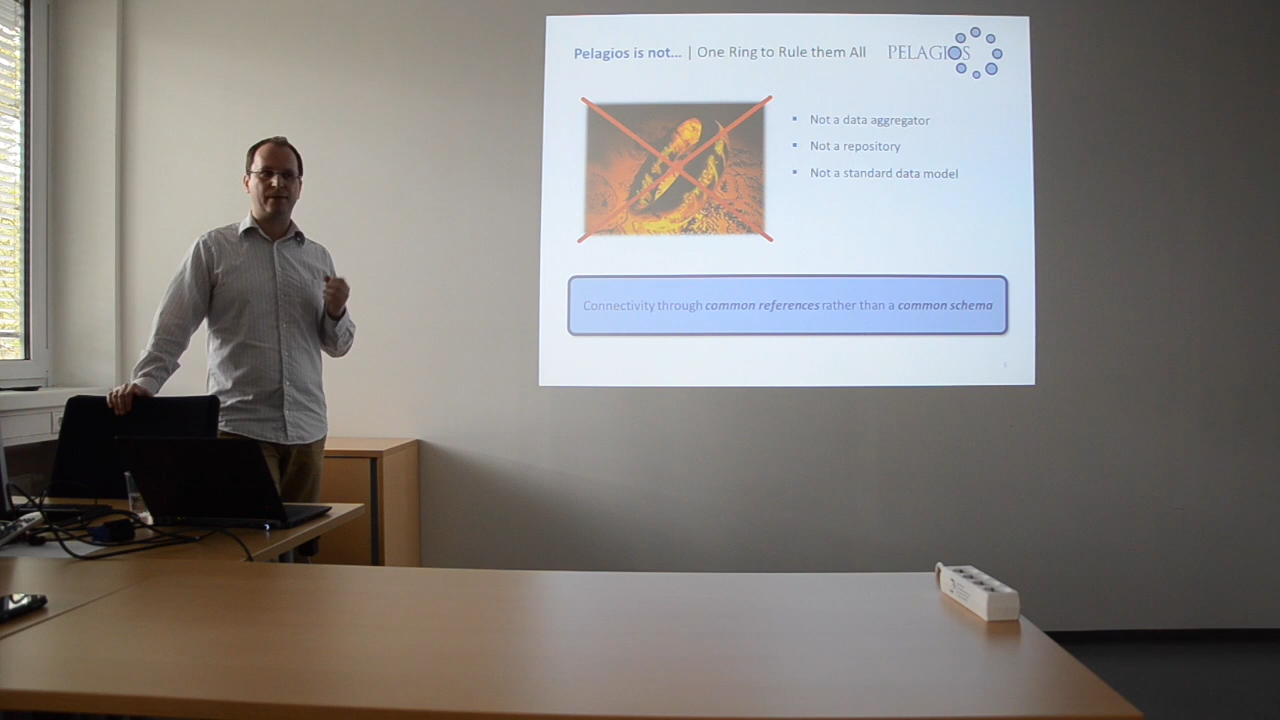 Pelagios is not... | One Ring to Rule them All
PELAGIOS
Not a data aggregator
Not a repository
Not a standard data model
Connectivity through common references rather than a common schema